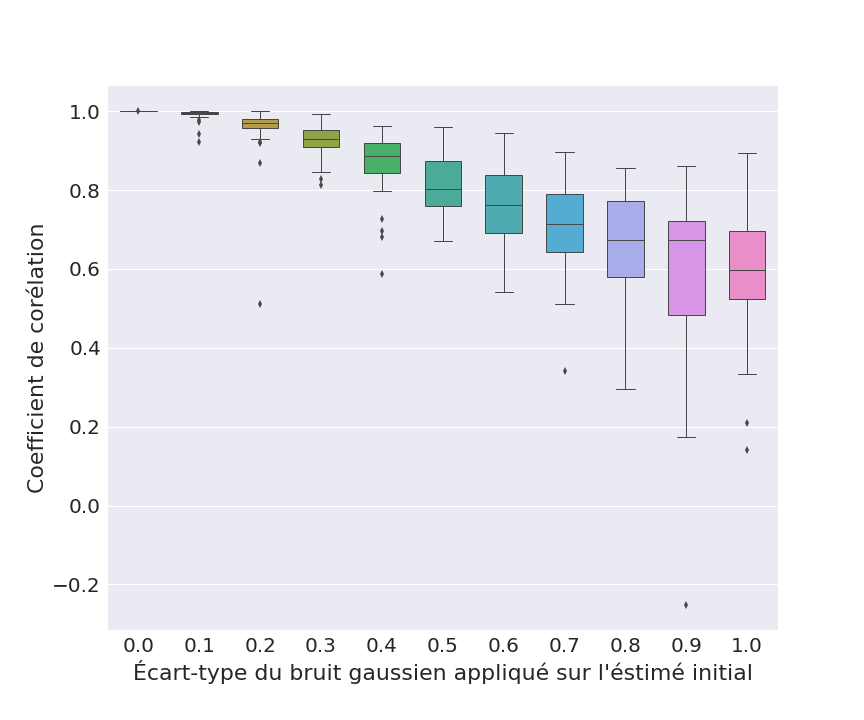 Coefficient de corélation
1.0
0.8
0.6
0.4
0.2
0.0
−0.2
0.0 0.1 0.2 0.3 0.4 0.5 0.6 0.7 0.8 0.9 1.0
Écart-type du bruit gaussien appliqué sur l'éstimé initial